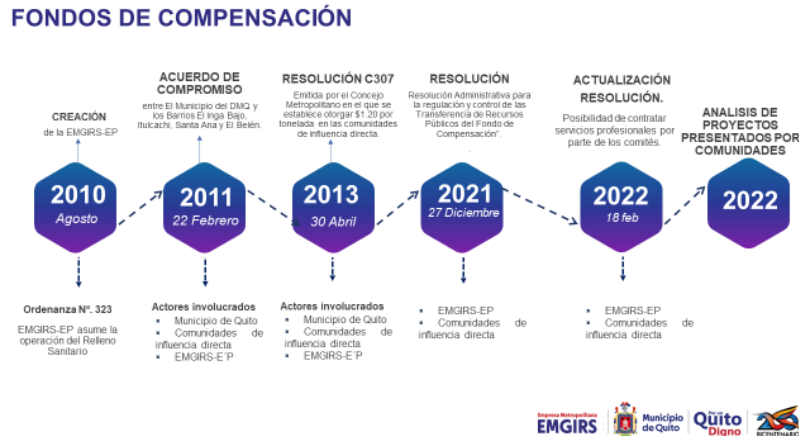 FONDOS DE COMPENSACIÓN
CREACIÓN
de la EMGIRS-EP
2010
Agosto
Ordenanza Nº. 323
EMGIRS-EP asume la
operación del Relleno
Sanitario
ACUERDO DE
COMPROMISO
entre El Municipio del DMQ y
los Barrios El Inga Bajo,
Itulcachi, Santa Ana y El Belén.
2011
22 Febrero
Actores involucrados
▪ Municipio de Quito
▪ Comunidades de
influencia directa
▪ EMGIRS-E´P
RESOLUCIÓN C307
Emitida por el Concejo
Metropolitano en el que se
establece otorgar $1,20 por
tonelada en las comunidades
de influencia directa
2013
30 Abril
Actores involucrados
▪ Municipio de Quito
▪ Comunidades de
influencia directa
▪ EMGIRS-E´P
RESOLUCIÓN
Resolución Administrativa para
la regulación y control de las
Transferencia de Recursos
Públicos del Fondo de
Compensación”.
2021
27 Diciembre
▪ EMGIRS-EP
▪ Comunidades de
influencia directa
ACTUALIZACIÓN
RESOLUCIÓN.
Posibilidad de contratar
servicios profesionales por
parte de los comités.
2022
18 feb
▪ EMGIRS-EP
▪ Comunidades de
influencia directa
ANALISIS DE
PROYECTOS
PRESENTADOS POR
COMUNIDADES
2022
Empresa Metropolitana
EMGIRS
Municipio
de Quito
Por un
Quito
Digno
BICENTENARIO